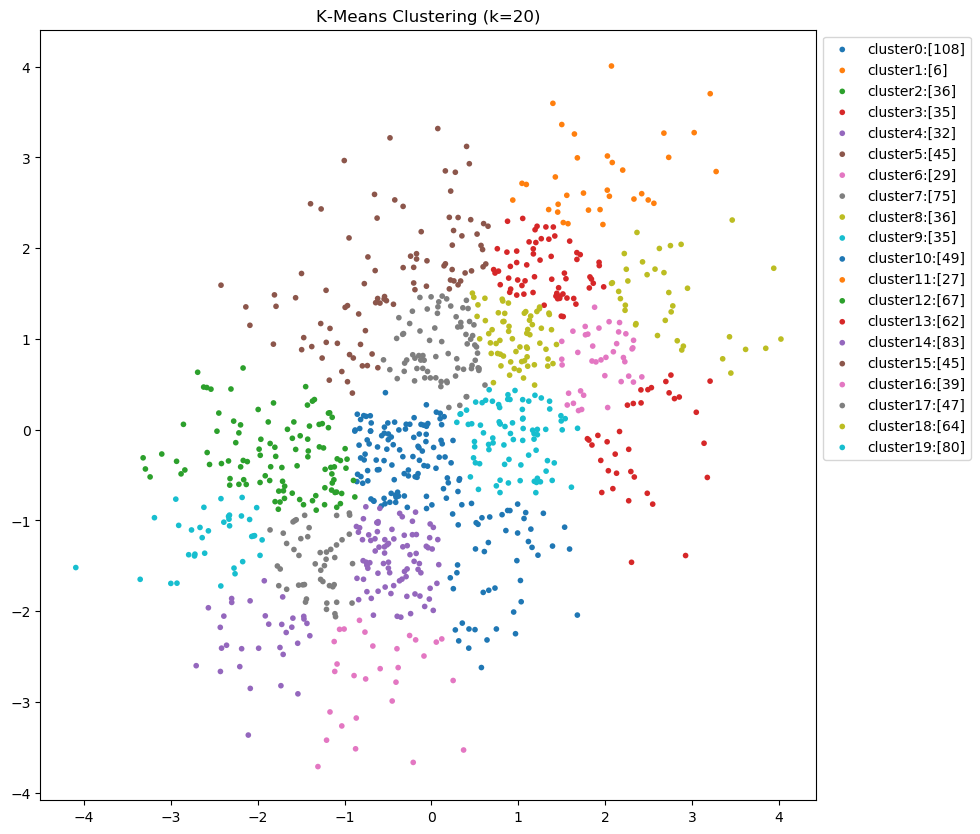 K-Means Clustering (k=20)
cluster0:[108]
cluster1:[6]
cluster2:[36]
cluster3:[35]
cluster4:[32]
cluster5:[45]
cluster6:[29]
cluster7:[75]
cluster8:[36]
cluster9:[35]
cluster10:[49]
cluster11:[27]
cluster12:[67]
cluster13:[62]
cluster14:[83]
cluster15:[45]
cluster16:[39]
cluster17:[47]
cluster18:[64]
cluster19:[80]
4
3
2
1
0
−1
−2
−3
−4
−4 −3 −2 −1 0 1 2 3 4